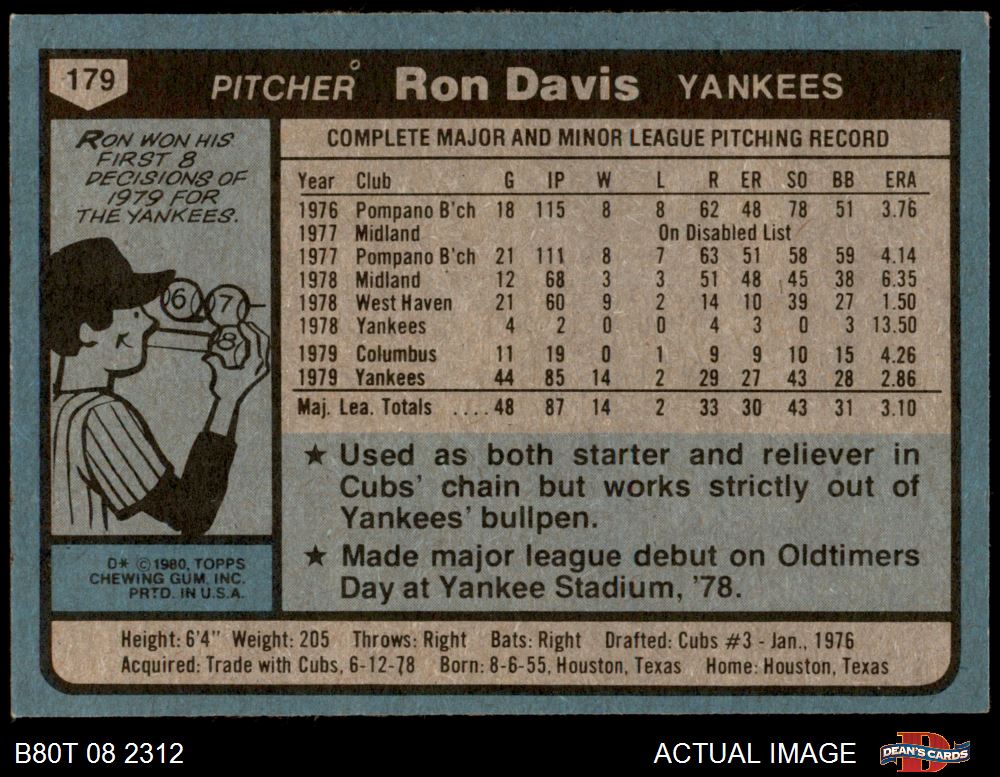 179 PITCHER Ron Davis YANKEES
RON WON HIS
FIRST 8
DECISIONS OF
1979 FOR
THE YANKEES.
6 7
8
D* ©1980, TOPPS
CHEWING GUM, INC.
PRTD. IN U.S.A.
COMPLETE MAJOR AND MINOR LEAGUE PITCHING RECORD
Year Club G IP W L R ER SO BB ERA
1976 Pompano B'ch 18 115 8 8 62 48 78 51 3.76
1977 Midland On Disabled List
1977 Pompano B'ch 21 111 8 7 63 51 58 59 4.14
1978 Midland 12 68 3 3 51 48 45 38 6.35
1978 West Haven 21 60 9 2 14 10 39 27 1.50
1978 Yankees 4 2 0 0 4 3 0 3 13.50
1979 Columbus 11 19 0 1 9 9 10 15 4.26
1979 Yankees 44 85 14 2 29 27 43 28 2.86
Maj. Lea. Totals ....48 87 14 2 33 30 43 31 3.10
★ Used as both starter and reliever in
Cubs' chain but works strictly out of
Yankees' bullpen.
★ Made major league debut on Oldtimers
Day at Yankee Stadium, '78.
Height: 6'4" Weight: 205 Throws: Right Bats: Right Drafted: Cubs #3 - Jan., 1976
Acquired: Trade with Cubs, 6-12-78 Born: 8-6-55, Houston, Texas Home: Houston, Texas
B80T 08 2312 ACTUAL IMAGE DEAN'S CARDS